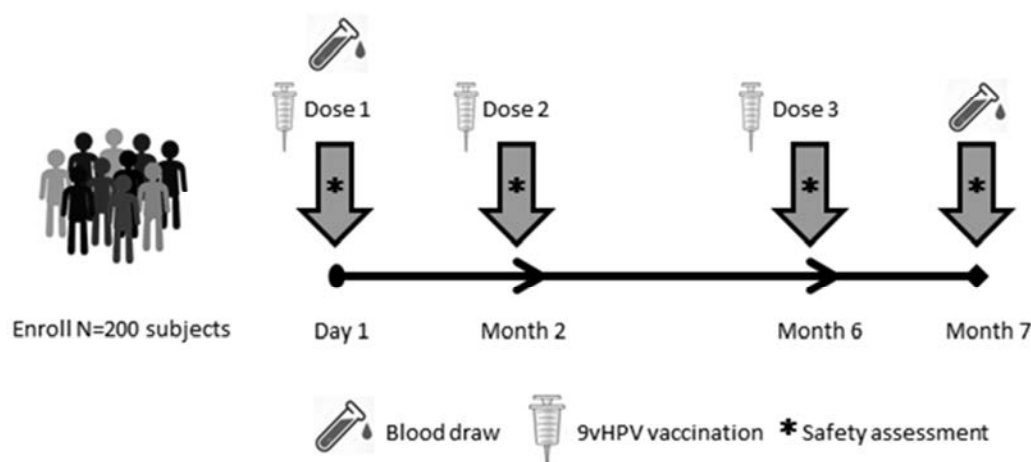 Dose 1
Dose 2
Dose 3
*
*
*
*
Enroll N=200 subjects
Day 1
Month 2
Month 6
Month 7
Blood draw
9vHPV vaccination
* Safety assessment